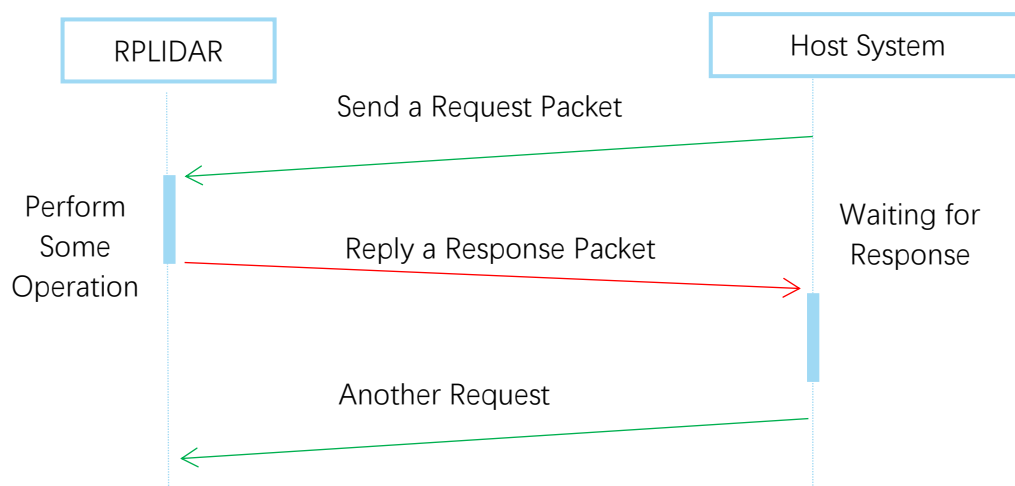 RPLIDAR
Host System
Send a Request Packet
Perform
Some
Operation
Waiting for
Response
Reply a Response Packet
Another Request